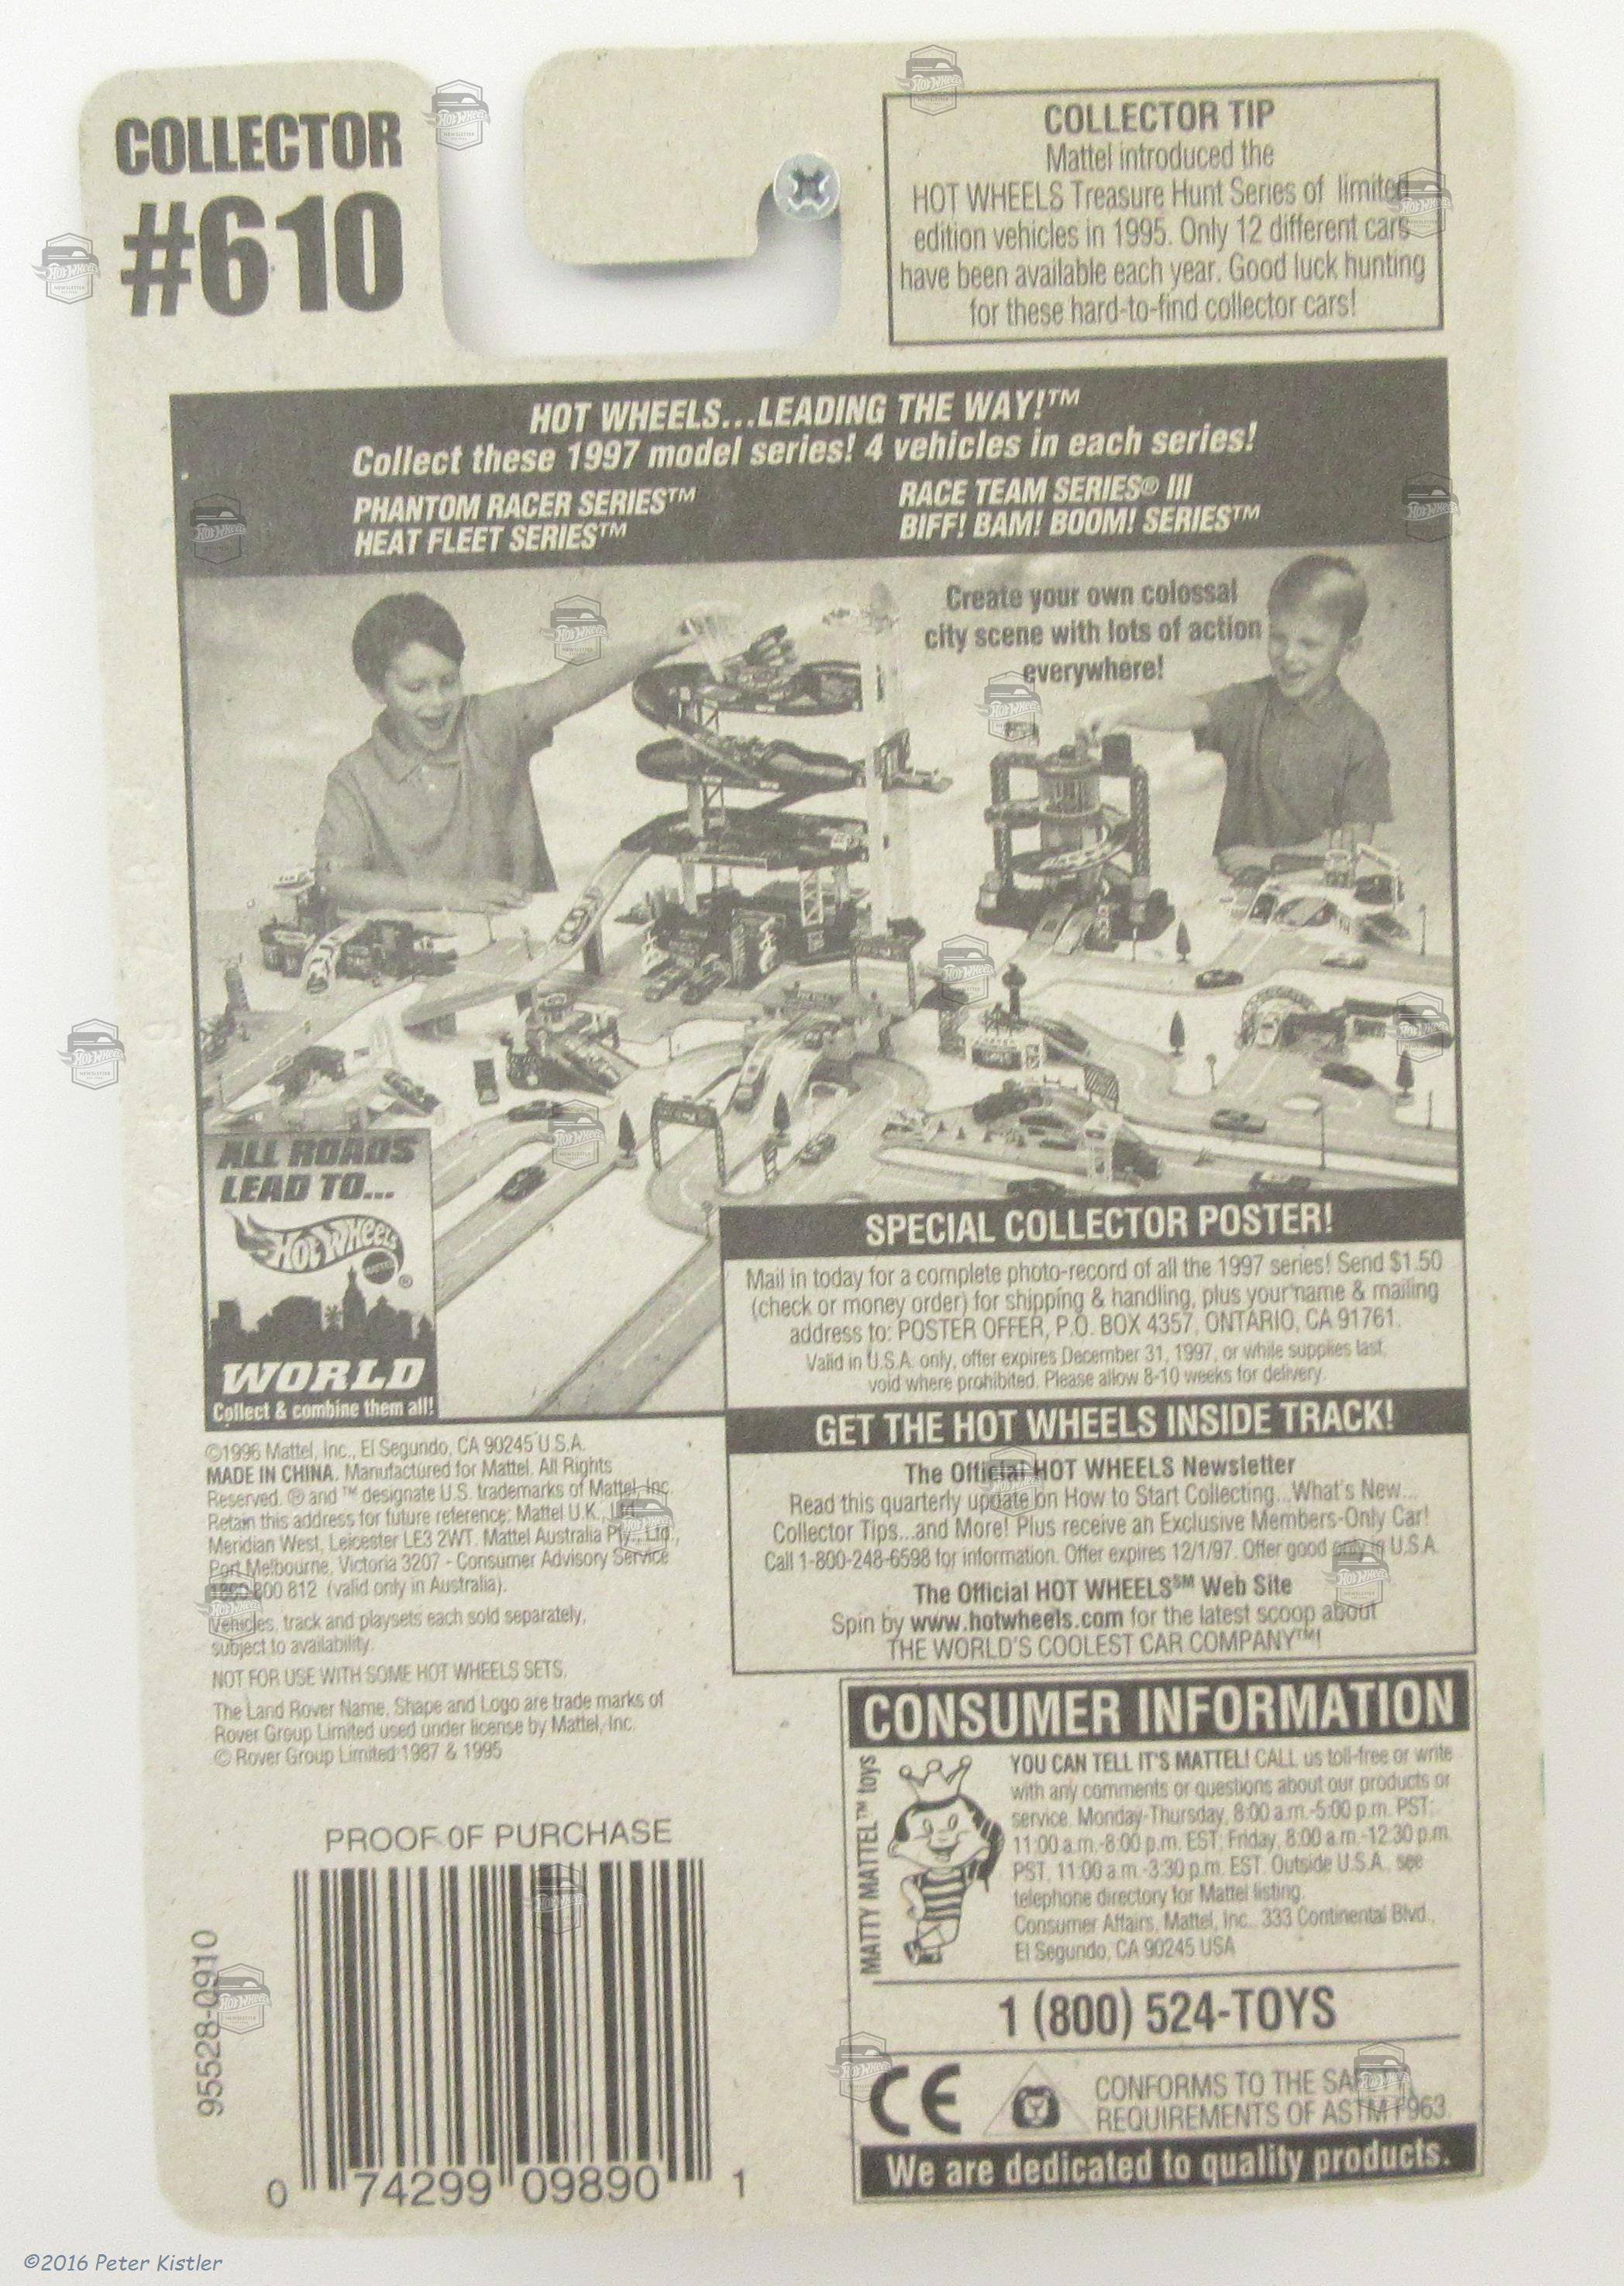 COLLECTOR
#610
COLLECTOR TIP
Mattel introduced the
HOT WHEELS Treasure Hunt Series of limited
edition vehicles in 1995. Only 12 different cars
have been available each year. Good luck hunting
for these hard-to-find collector cars!
HOT WHEELS...LEADING THE WAY!™
Collect these 1997 model series! 4 vehicles in each series!
PHANTOM RACER SERIES™
HEAT FLEET SERIES™
RACE TEAM SERIES® III
BIFF! BAM! BOOM! SERIES™
Create your own colossal
city scene with lots of action
everywhere!
ALL ROADS
LEAD TO...
Hot Wheels
®
WORLD
Collect & combine them all!
SPECIAL COLLECTOR POSTER!
Mail in today for a complete photo-record of all the 1997 series! Send $1.50
(check or money order) for shipping & handling, plus your name & mailing
address to: POSTER OFFER, P.O. BOX 4357, ONTARIO, CA 91761.
Valid in U.S.A. only, offer expires December 31, 1997, or while supplies last,
void where prohibited. Please allow 8-10 weeks for delivery.
GET THE HOT WHEELS INSIDE TRACK!
The Official HOT WHEELS Newsletter
Read this quarterly update on How to Start Collecting...What's New...
Collector Tips...and More! Plus receive an Exclusive Members-Only Car!
Call 1-800-248-6598 for information. Offer expires 12/1/97. Offer good only in U.S.A.
The Official HOT WHEELS℠ Web Site
Spin by www.hotwheels.com for the latest scoop about
THE WORLD'S COOLEST CAR COMPANY™!
©1996 Mattel, Inc., El Segundo, CA 90245 U.S.A.
MADE IN CHINA. Manufactured for Mattel. All Rights
Reserved. ® and ™ designate U.S. trademarks of Mattel, Inc.
Retain this address for future reference: Mattel U.K., Ltd.,
Meridian West, Leicester LE3 2WT. Mattel Australia Pty., Ltd.,
Port Melbourne, Victoria 3207 - Consumer Advisory Service
800 812 (valid only in Australia).
Vehicles, track and playsets each sold separately,
subject to availability.
NOT FOR USE WITH SOME HOT WHEELS SETS.
The Land Rover Name, Shape and Logo are trade marks of
Rover Group Limited used under license by Mattel, Inc.
© Rover Group Limited 1987 & 1995
CONSUMER INFORMATION
MATTY MATTEL™ toys
YOU CAN TELL IT'S MATTEL! CALL us toll-free or write
with any comments or questions about our products or
service. Monday-Thursday, 8:00 a.m.-5:00 p.m. PST;
11:00 a.m.-8:00 p.m. EST; Friday, 8:00 a.m.-12:30 p.m.
PST, 11:00 a.m.-3:30 p.m. EST. Outside U.S.A., see
telephone directory for Mattel listing.
Consumer Affairs, Mattel, Inc., 333 Continental Blvd.,
El Segundo, CA 90245 USA
1 (800) 524-TOYS
CE
CONFORMS TO THE SAFETY
REQUIREMENTS OF ASTM F963.
We are dedicated to quality products.
PROOF OF PURCHASE
95528-0910
0 74299 09890 1
©2016 Peter Kistler